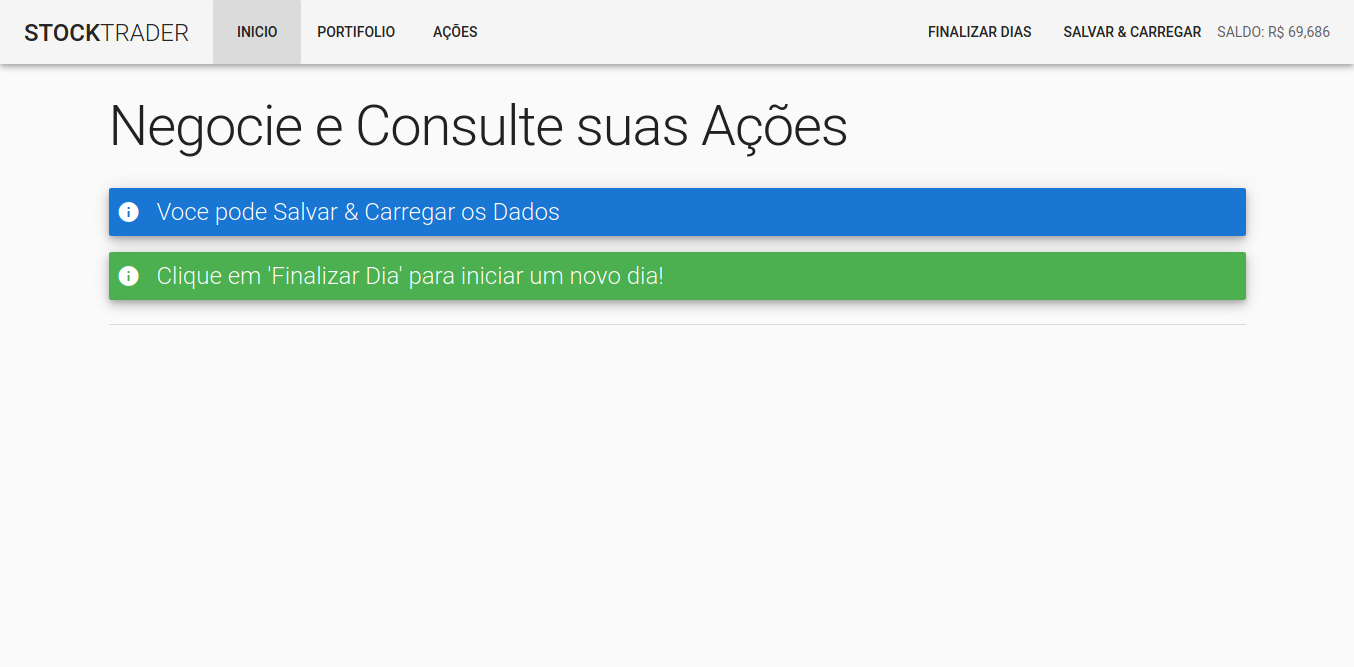 STOCKTRADER INICIO PORTIFOLIO AÇÕES FINALIZAR DIAS SALVAR & CARREGAR SALDO: R$ 69,686
Negocie e Consulte suas Ações
Voce pode Salvar & Carregar os Dados
Clique em 'Finalizar Dia' para iniciar um novo dia!